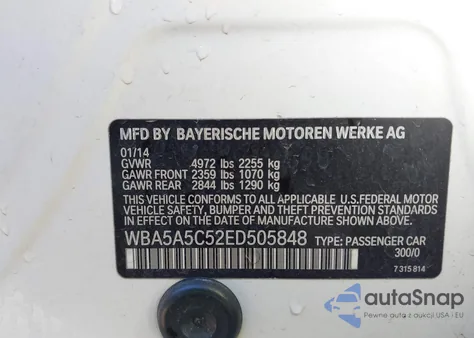 MFD BY BAYERISCHE MOTOREN WERKE AG
01/14
GVWR 4972 lbs 2255 kg
GAWR FRONT 2359 lbs 1070 kg
GAWR REAR 2844 lbs 1290 kg
THIS VEHICLE CONFORMS TO ALL APPLICABLE U.S.FEDERAL MOTOR
VEHICLE SAFETY, BUMPER, AND THEFT PREVENTION STANDARDS
IN EFFECT ON THE DATE OF MANUFACTURE SHOWN ABOVE.
WBA5A5C52ED505848 TYPE: PASSENGER CAR
300/0
7 315 814
autoSnap
Pewne auta z aukcji USA i EU